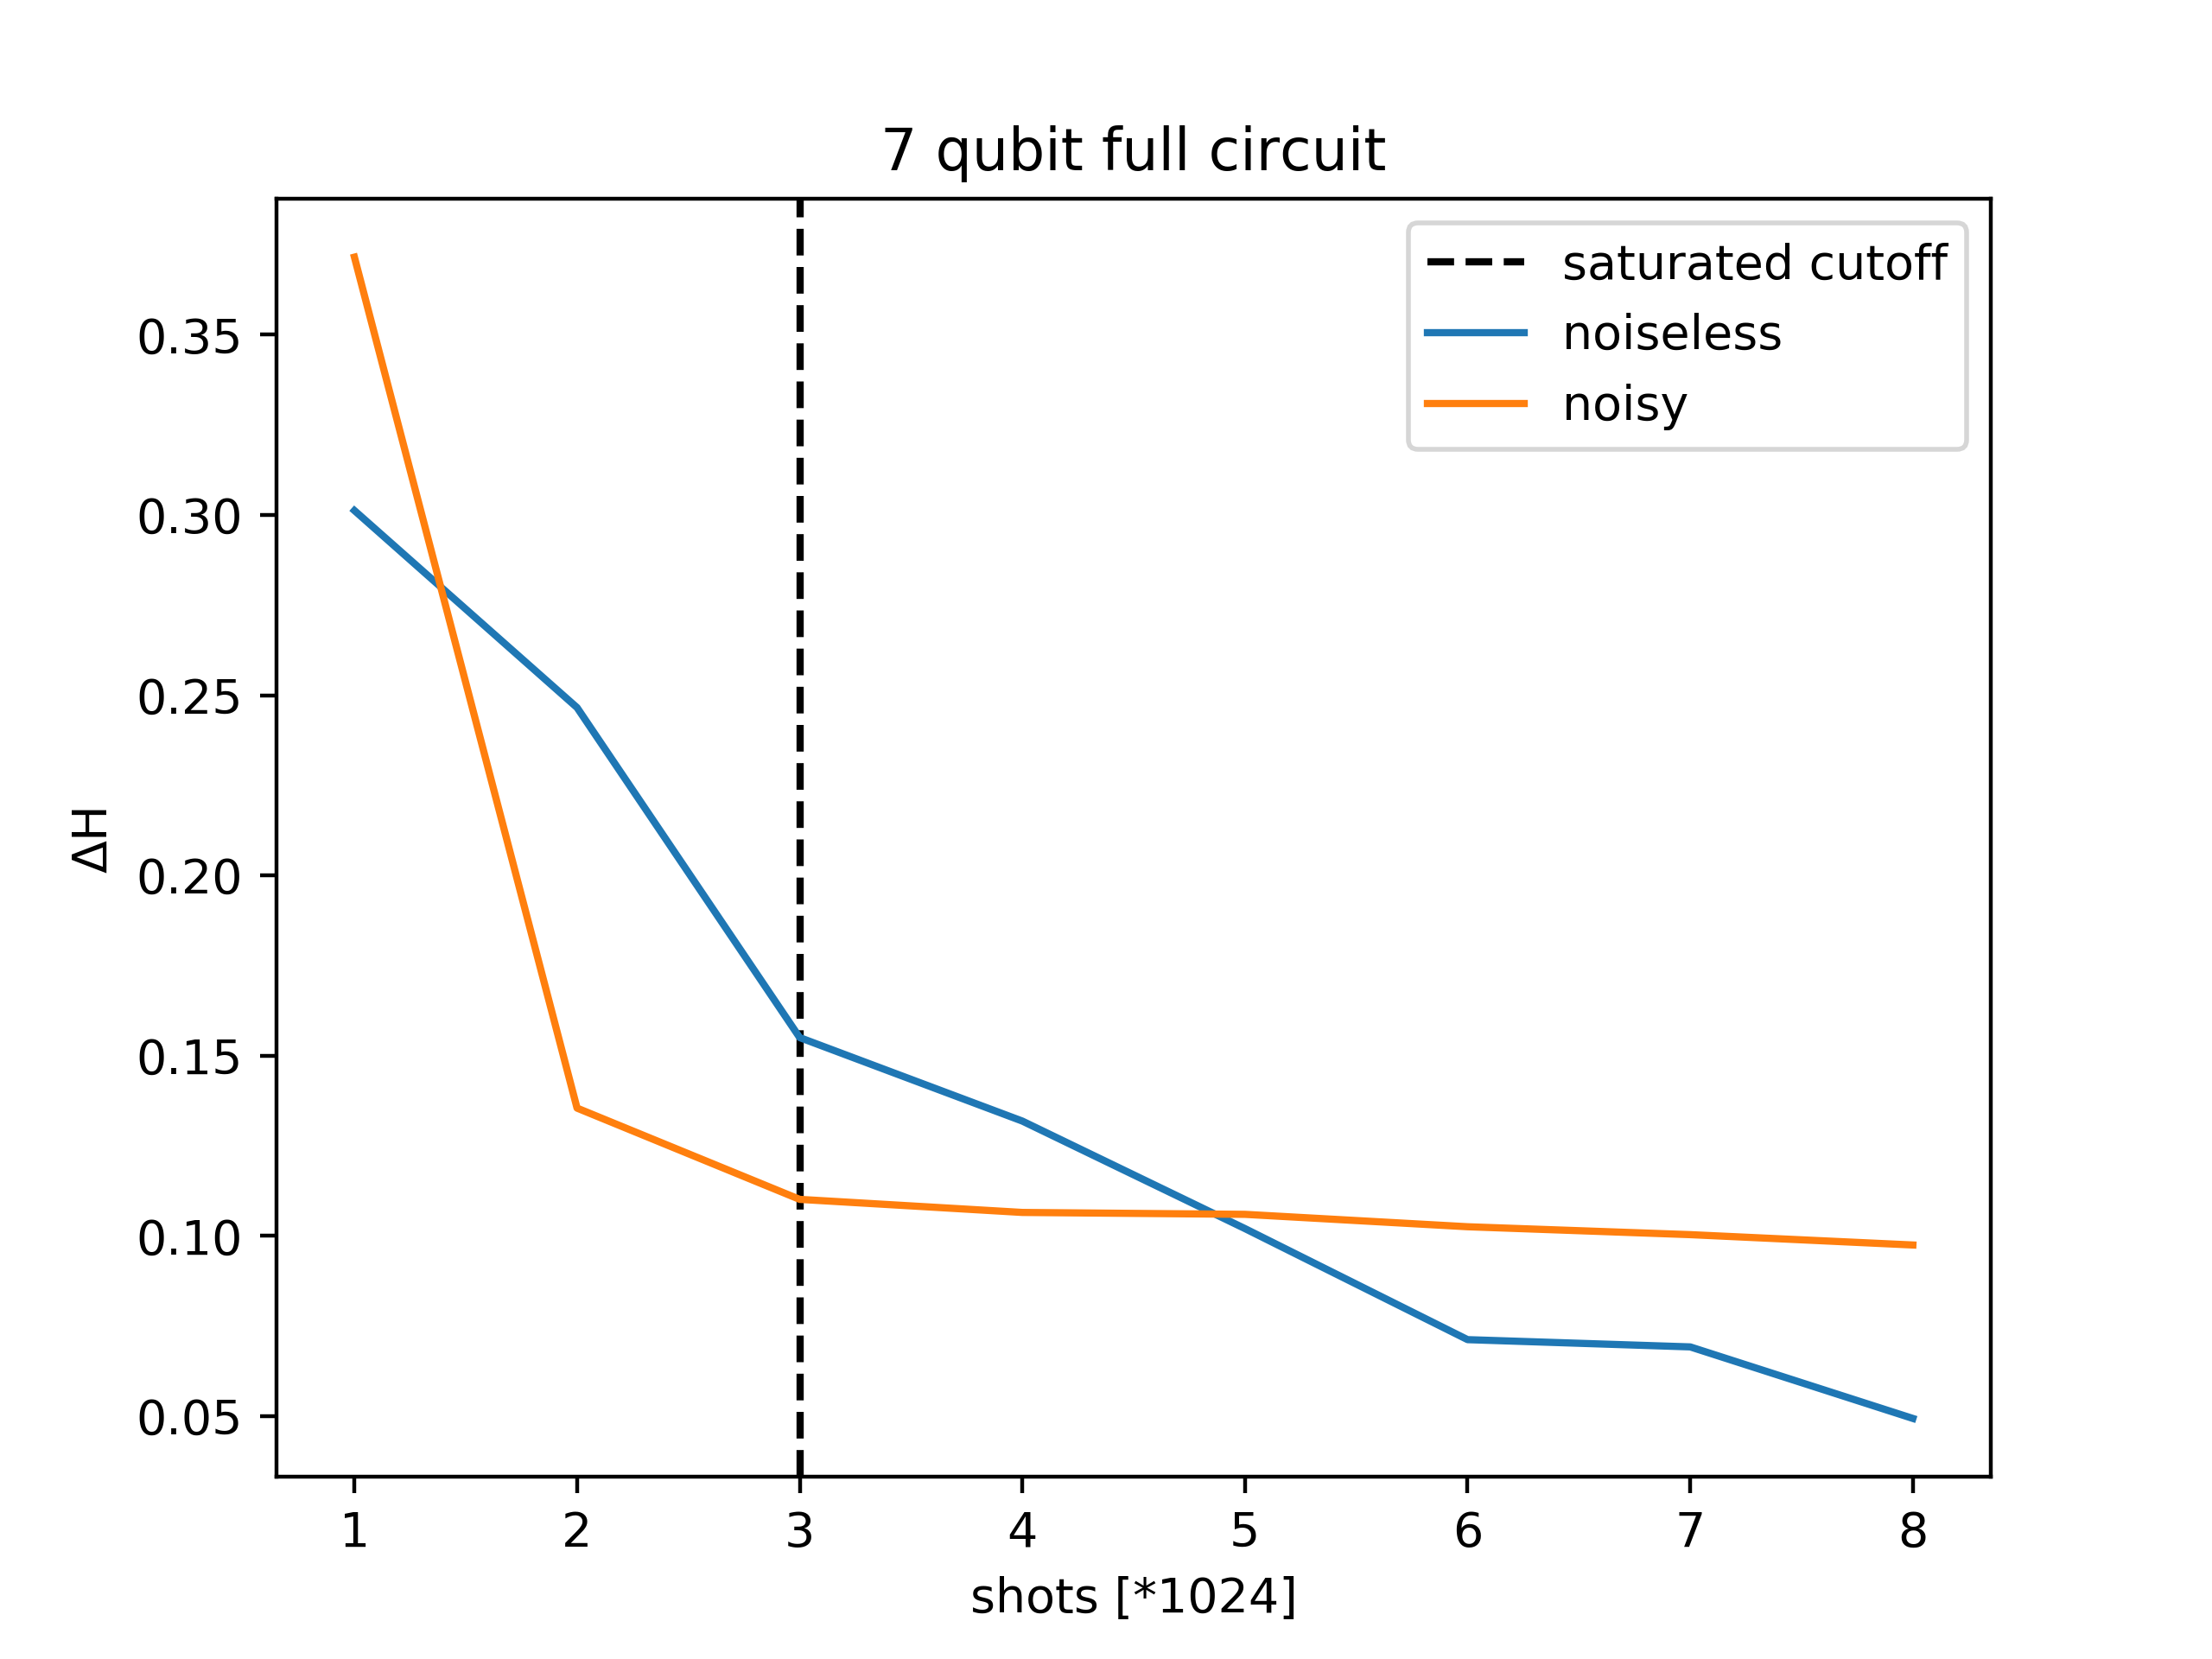 7 qubit full circuit
saturated cutoff
noiseless
noisy
0.35
0.30
0.25
0.20
0.15
0.10
0.05
ΔH
1 2 3 4 5 6 7 8
shots [*1024]